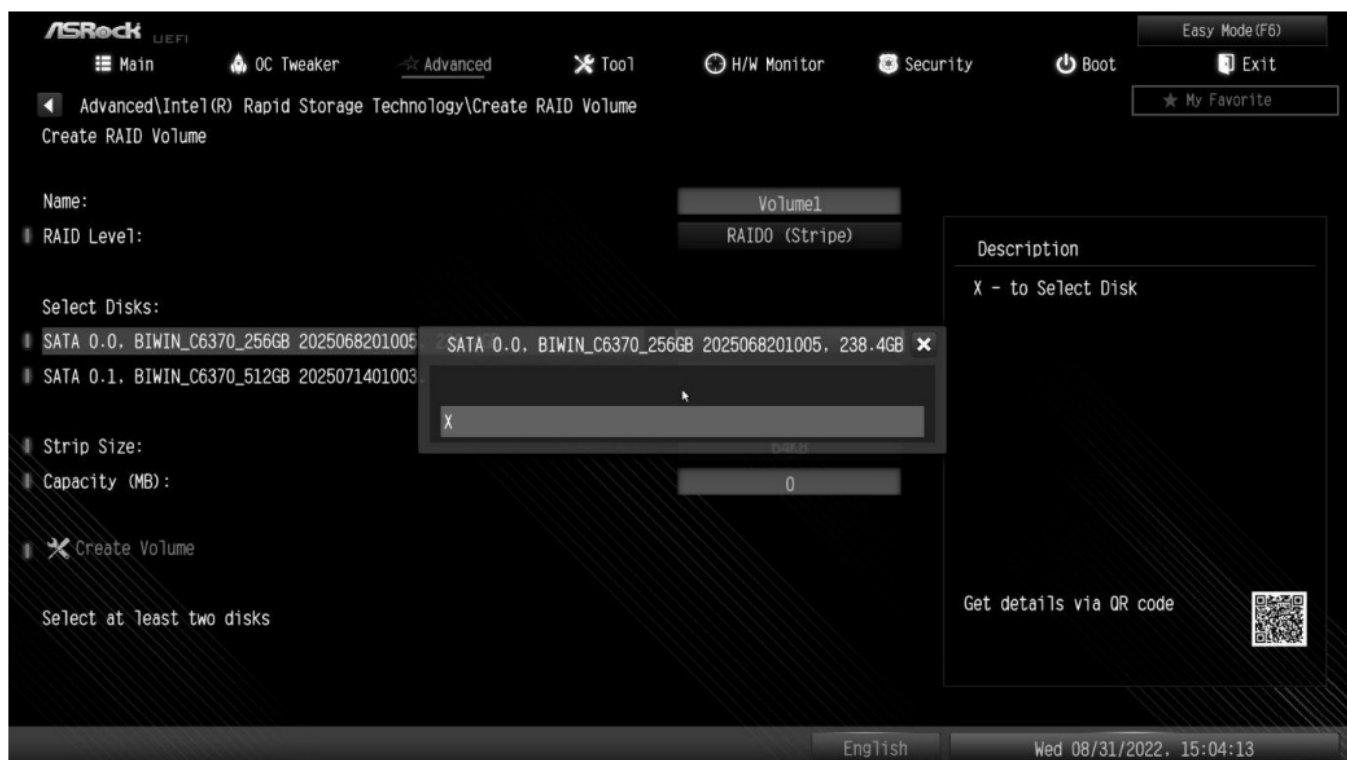 ASRock UEFI
Easy Mode(F6)
Main OC Tweaker Advanced Tool H/W Monitor Security Boot Exit
Advanced\Intel(R) Rapid Storage Technology\Create RAID Volume
My Favorite
Create RAID Volume
Name: Volume1
RAID Level: RAID0 (Stripe)
Description
X - to Select Disk
Select Disks:
SATA 0.0, BIWIN_C6370_256GB 2025068201005,
SATA 0.0, BIWIN_C6370_256GB 2025068201005, 238.4GB
SATA 0.1, BIWIN_C6370_512GB 2025071401003,
X
Strip Size: 64KB
Capacity (MB): 0
Create Volume
Select at least two disks
Get details via QR code
English
Wed 08/31/2022, 15:04:13